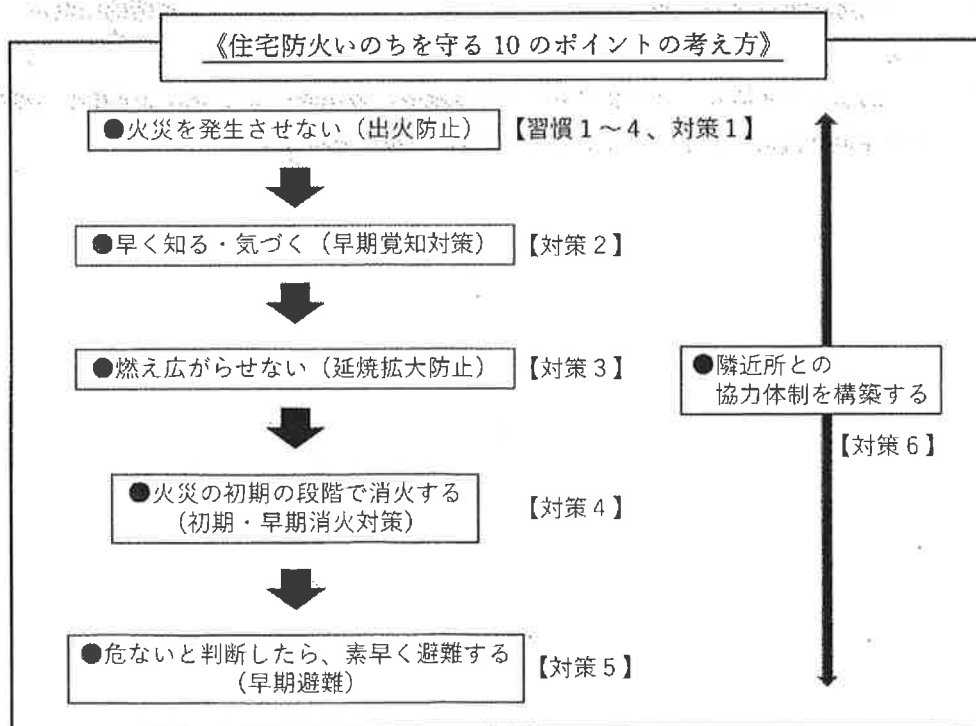 《住宅防火いのちを守る10のポイントの考え方》
●火災を発生させない（出火防止）
【習慣１～４、対策１】
●早く知る・気づく（早期覚知対策）
【対策２】
●燃え広がらせない（延焼拡大防止）
【対策３】
●隣近所との
協力体制を構築する
【対策６】
●火災の初期の段階で消火する
（初期・早期消火対策）
【対策４】
●危ないと判断したら、素早く避難する
（早期避難）
【対策５】